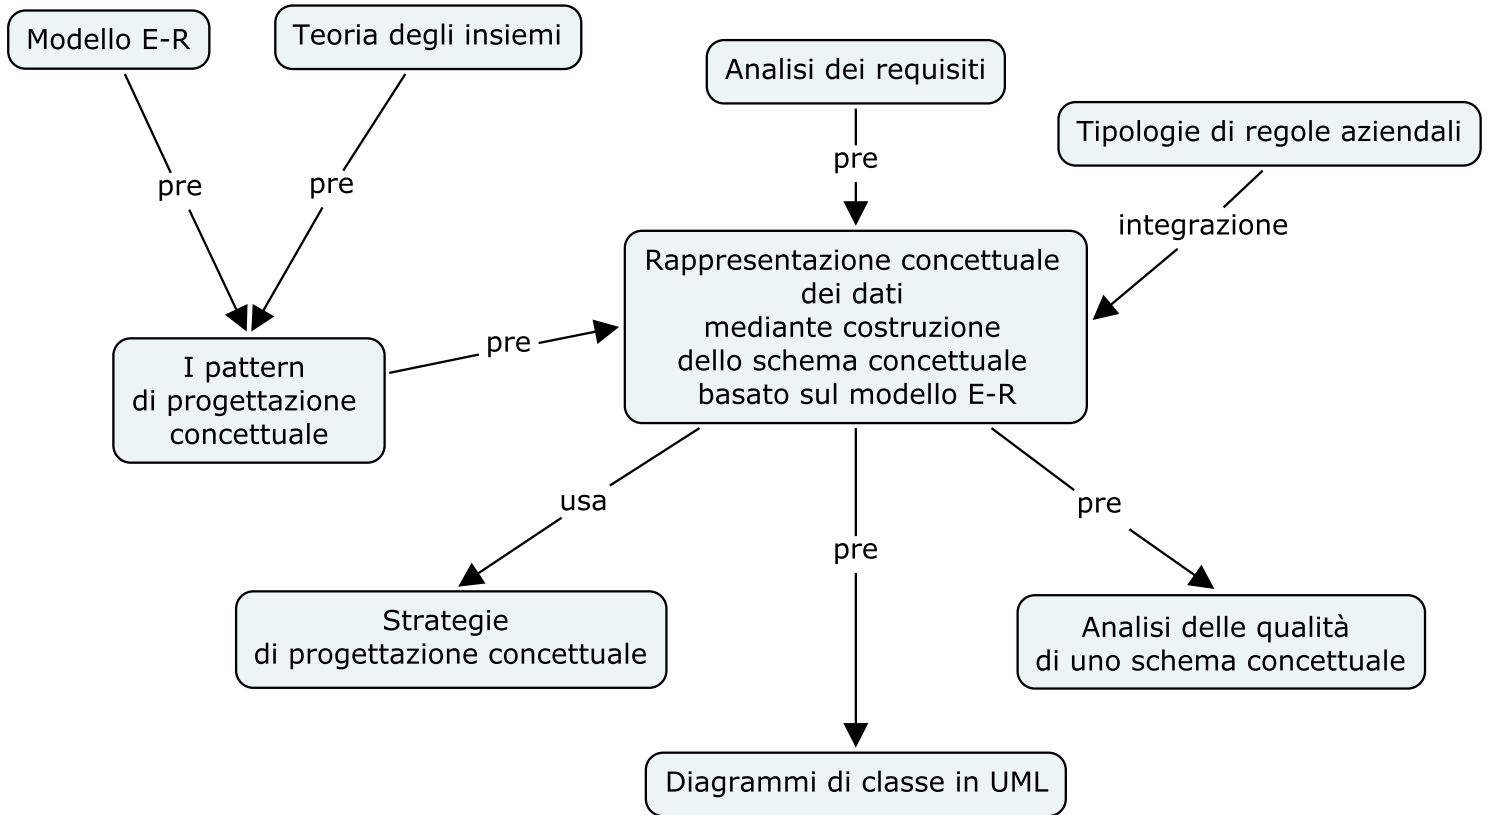 Modello E-R
Teoria degli insiemi
Analisi dei requisiti
Tipologie di regole aziendali
pre
pre
pre
integrazione
Rappresentazione concettuale
dei dati
mediante costruzione
dello schema concettuale
basato sul modello E-R
I pattern
di progettazione
concettuale
pre
usa
pre
pre
Strategie
di progettazione concettuale
Analisi delle qualità
di uno schema concettuale
Diagrammi di classe in UML